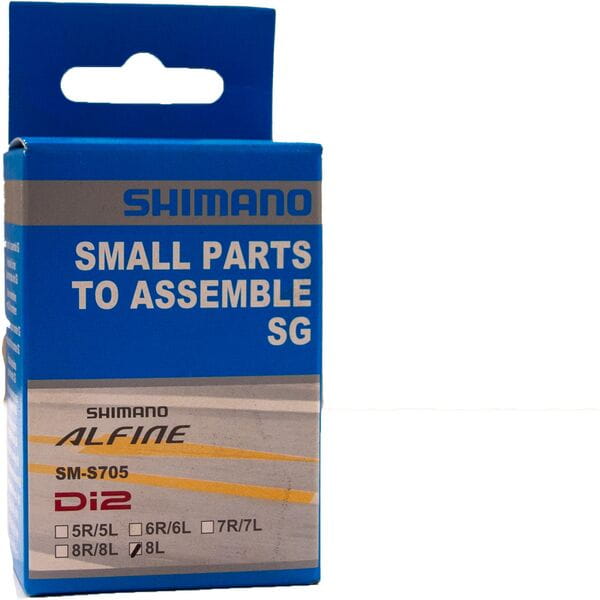 SHIMANO
SMALL PARTS
TO ASSEMBLE
SG
SHIMANO
ALFINE
SM-S705
Di2
5R/5L 6R/6L 7R/7L
8R/8L 8L